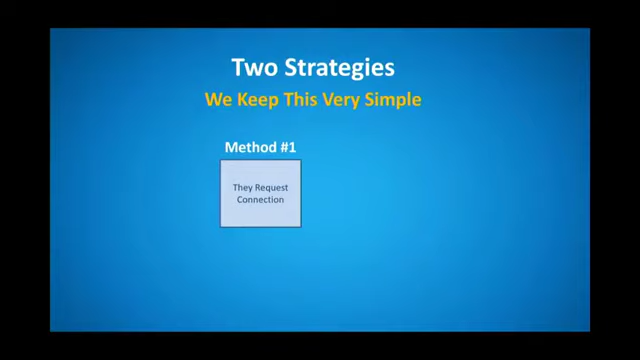 Two Strategies
We Keep This Very Simple
Method #1
They Request
Connection